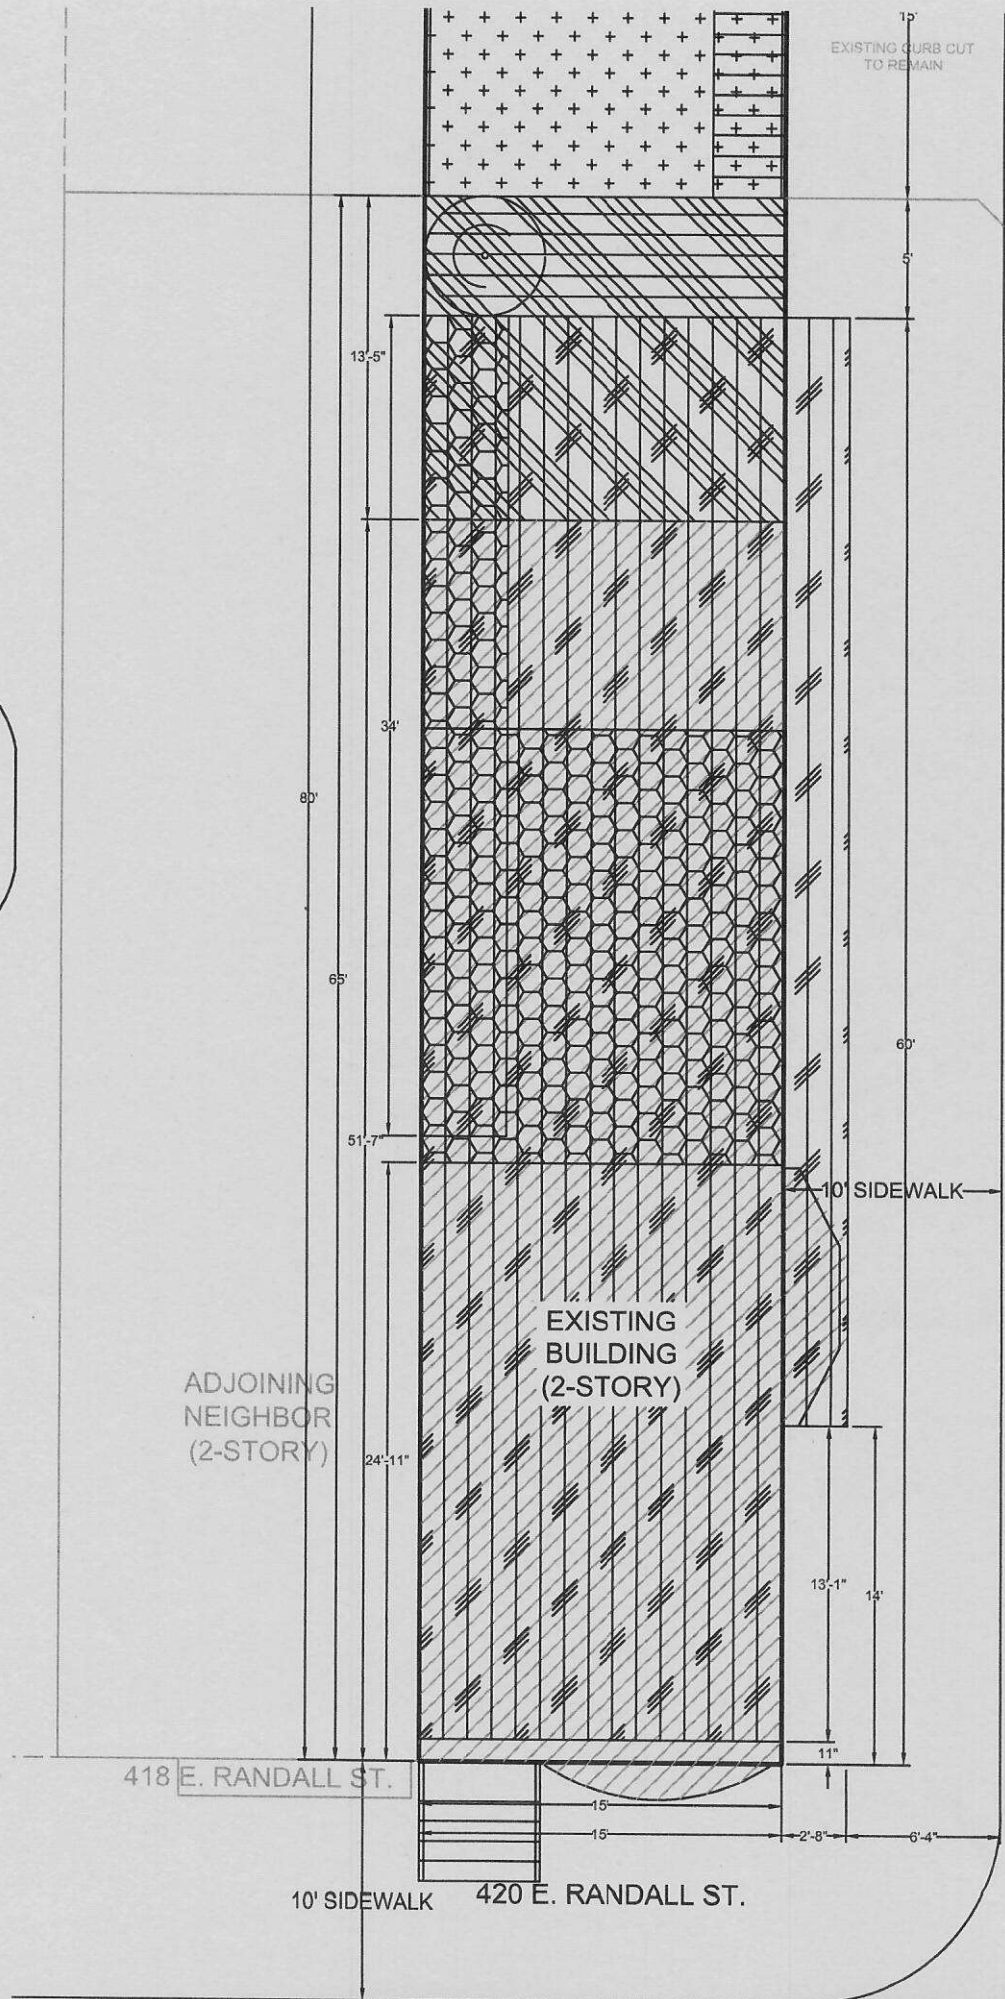 15'
EXISTING CURB CUT
TO REMAIN
5'
13'-5"
34'
80'
65'
60'
51'-7"
10' SIDEWALK
EXISTING
BUILDING
(2-STORY)
ADJOINING
NEIGHBOR
(2-STORY)
24'-11"
13'-1"
14'
11"
418 E. RANDALL ST.
15'
15'
2'-8"
6'-4"
10' SIDEWALK
420 E. RANDALL ST.